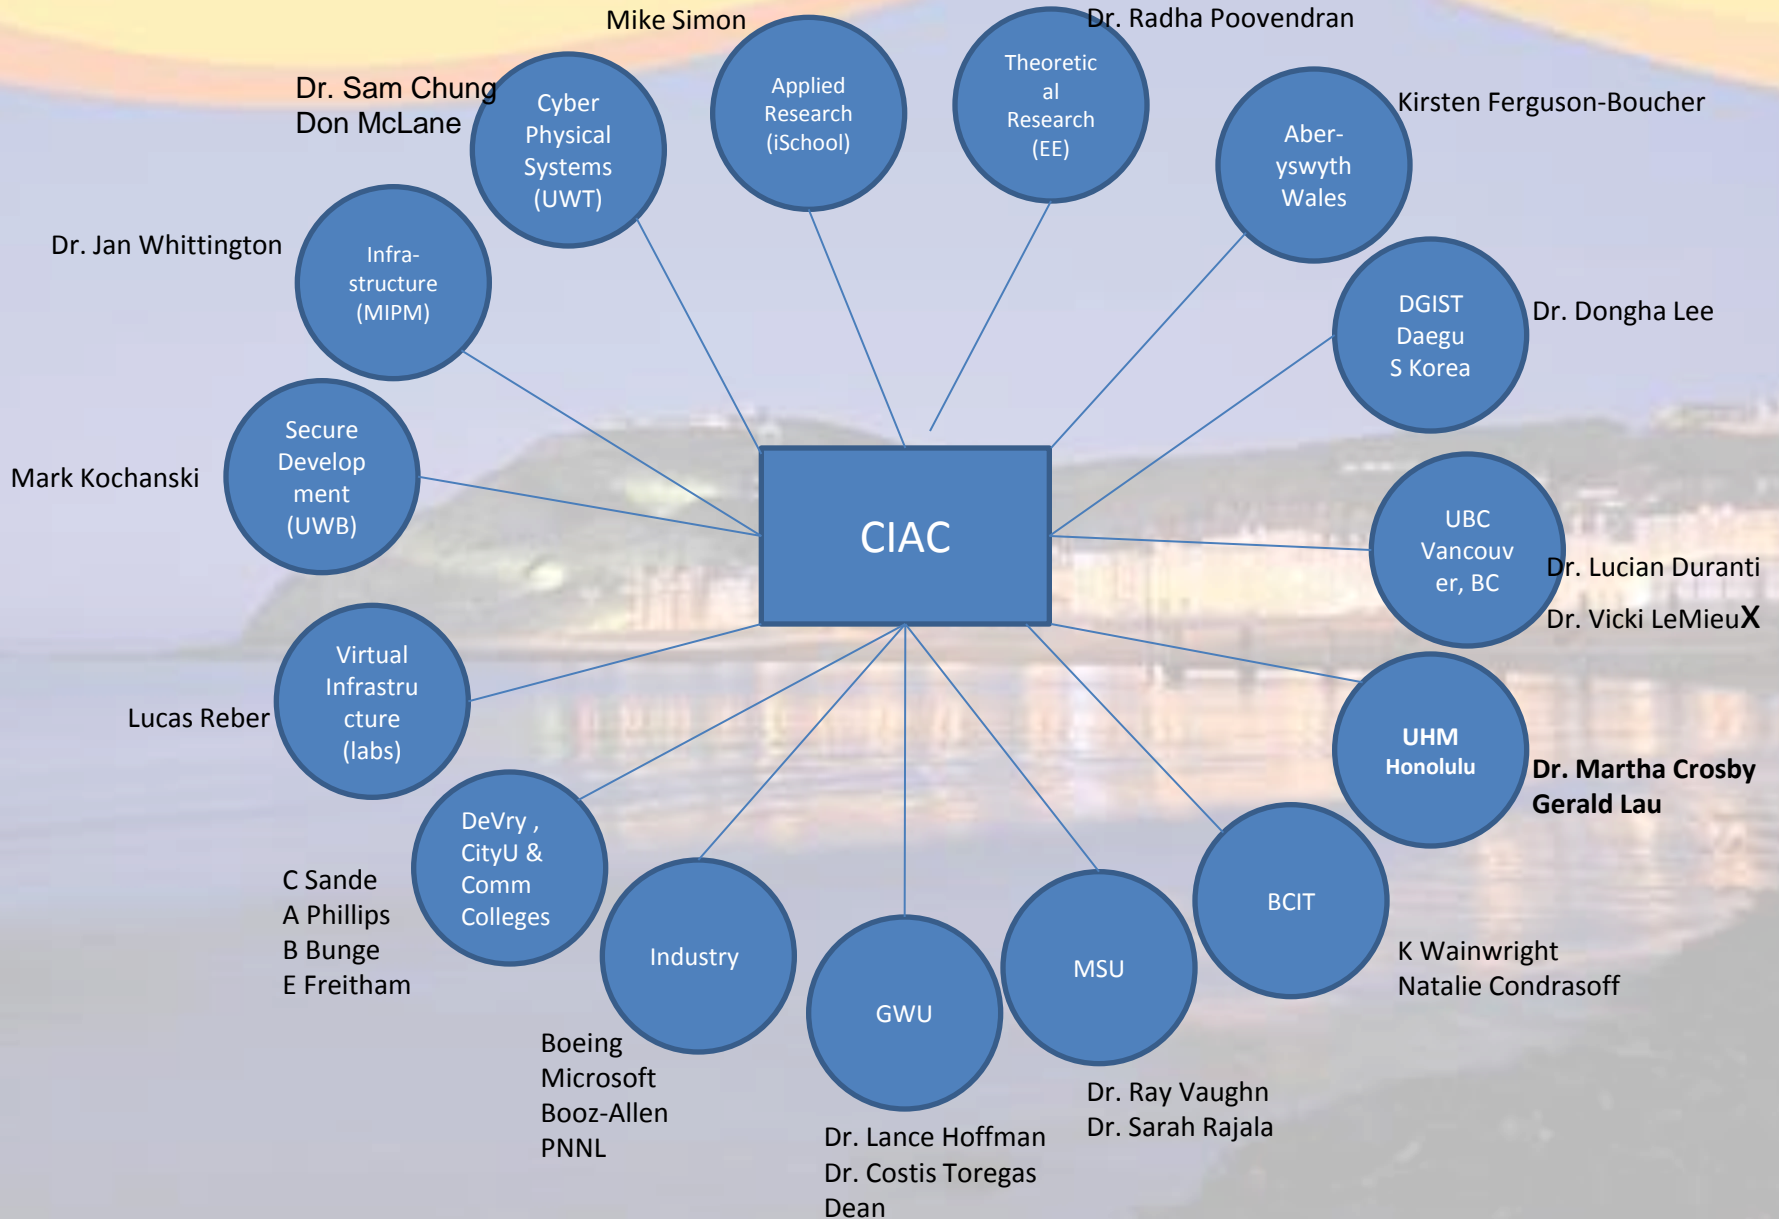 Mike Simon
Dr. Radha Poovendran
Dr. Sam Chung
Don McLane
Cyber
Physical
Systems
(UWT)
Applied
Research
(iSchool)
Theoretic
al
Research
(EE)
Kirsten Ferguson-Boucher
Aber-
yswyth
Wales
Dr. Jan Whittington
Infra-
structure
(MIPM)
DGIST
Daegu
S Korea
Dr. Dongha Lee
Mark Kochanski
Secure
Develop
ment
(UWB)
CIAC
UBC
Vancouv
er, BC
Dr. Lucian Duranti
Dr. Vicki LeMieuX
Lucas Reber
Virtual
Infrastru
cture
(labs)
UHM
Honolulu
Dr. Martha Crosby
Gerald Lau
DeVry ,
CityU &
Comm
Colleges
C Sande
A Phillips
B Bunge
E Freitham
Industry
Boeing
Microsoft
Booz-Allen
PNNL
GWU
Dr. Lance Hoffman
Dr. Costis Toregas
Dean
MSU
Dr. Ray Vaughn
Dr. Sarah Rajala
BCIT
K Wainwright
Natalie Condrasoff